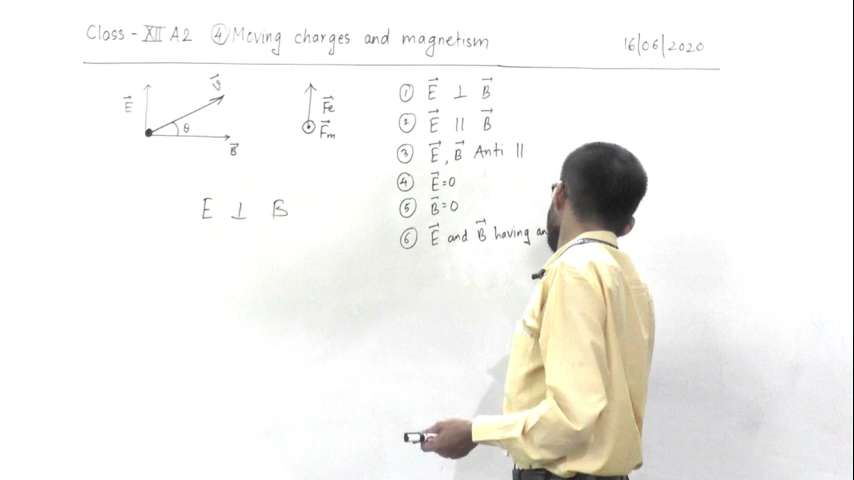 Class - XII A2 ④ Moving charges and magnetism
16/06/2020
E⃗ v⃗ θ B⃗
F⃗e
F⃗m
① E⃗ ⊥ B⃗
② E⃗ || B⃗
③ E⃗, B⃗ Anti ||
④ E⃗=0
⑤ B⃗=0
⑥ E⃗ and B⃗ having an
E ⊥ B